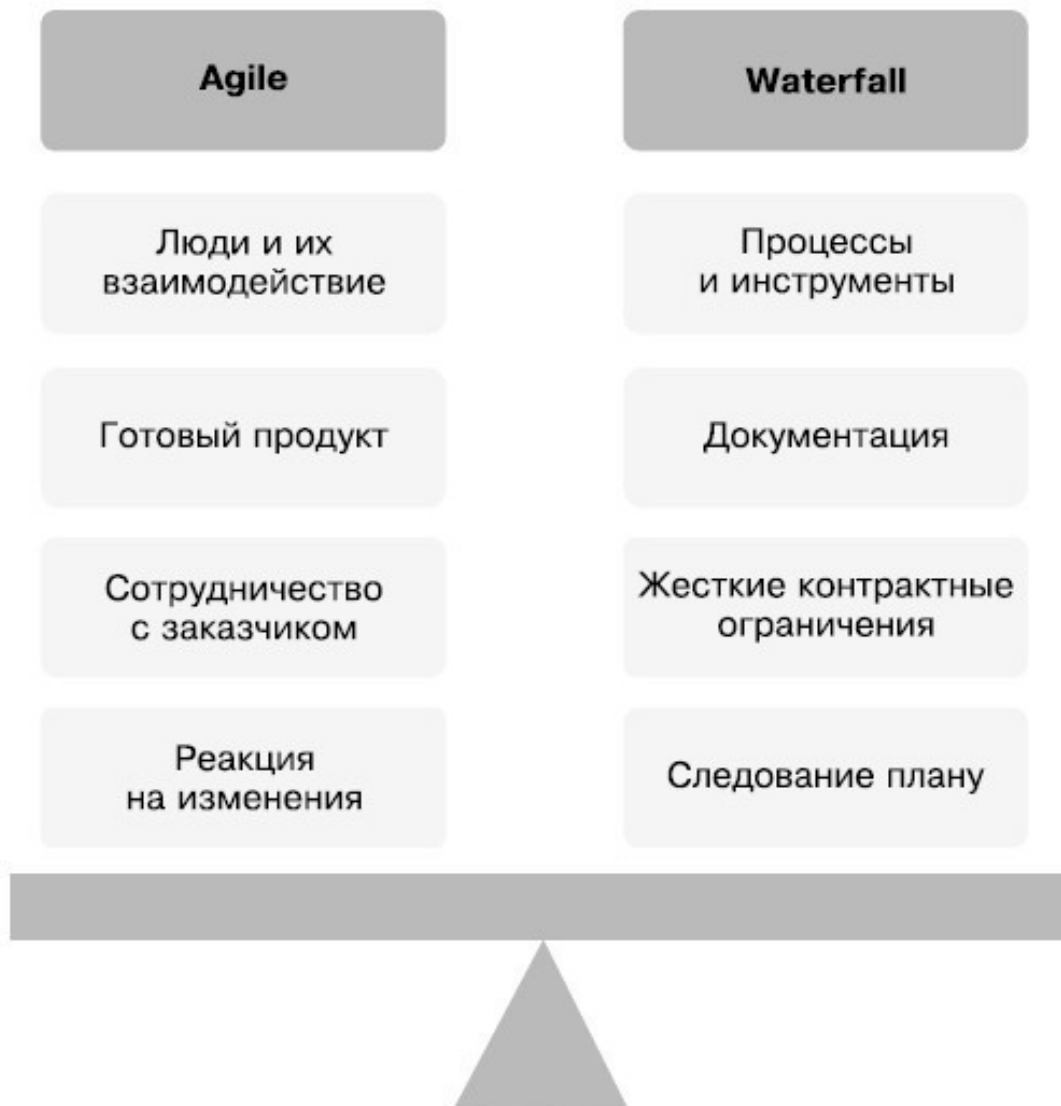 Agile
Waterfall
Люди и их
взаимодействие
Процессы
и инструменты
Готовый продукт
Документация
Сотрудничество
с заказчиком
Жесткие контрактные
ограничения
Реакция
на изменения
Следование плану